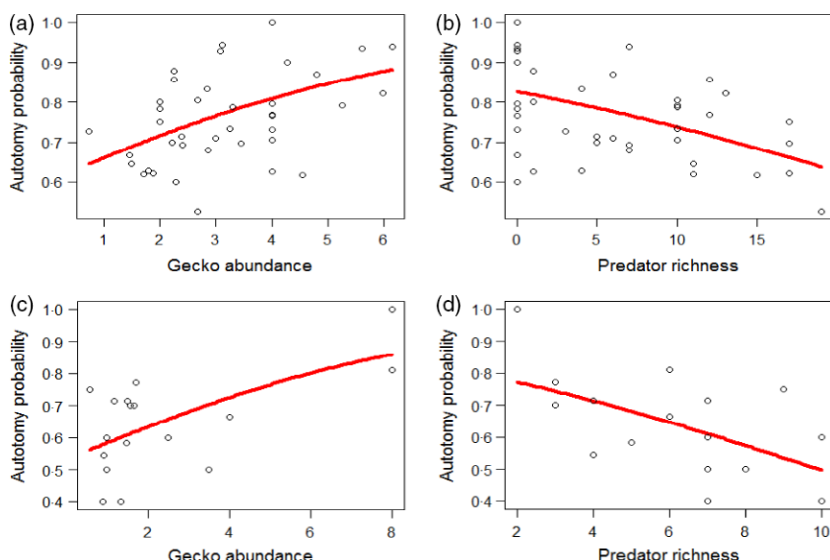 (a)
Autotomy probability
1·0
0·9
0·8
0·7
0·6
1 2 3 4 5 6
Gecko abundance
(b)
Autotomy probability
1·0
0·9
0·8
0·7
0·6
0 5 10 15
Predator richness
(c)
Autotomy probability
1·0
0·9
0·8
0·7
0·6
0·5
0·4
2 4 6 8
Gecko abundance
(d)
Autotomy probability
1·0
0·9
0·8
0·7
0·6
0·5
0·4
2 4 6 8 10
Predator richness